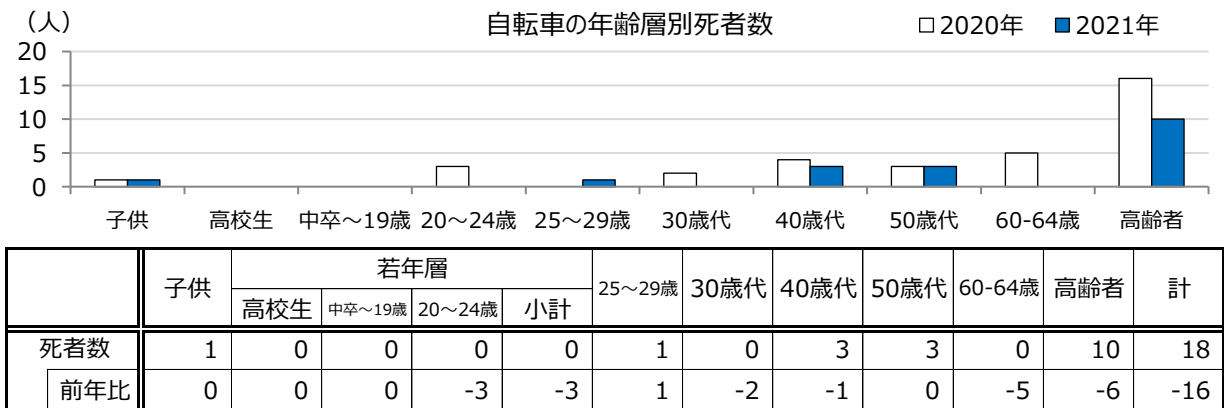 （人）
自転車の年齢層別死者数
□2020年 ■2021年
20
15
10
5
0
子供 高校生 中卒～19歳 20～24歳 25～29歳 30歳代 40歳代 50歳代 60-64歳 高齢者
子供 若年層 25～29歳 30歳代 40歳代 50歳代 60-64歳 高齢者 計
高校生 中卒～19歳 20～24歳 小計
死者数 1 0 0 0 0 1 0 3 3 0 10 18
前年比 0 0 0 -3 -3 1 -2 -1 0 -5 -6 -16